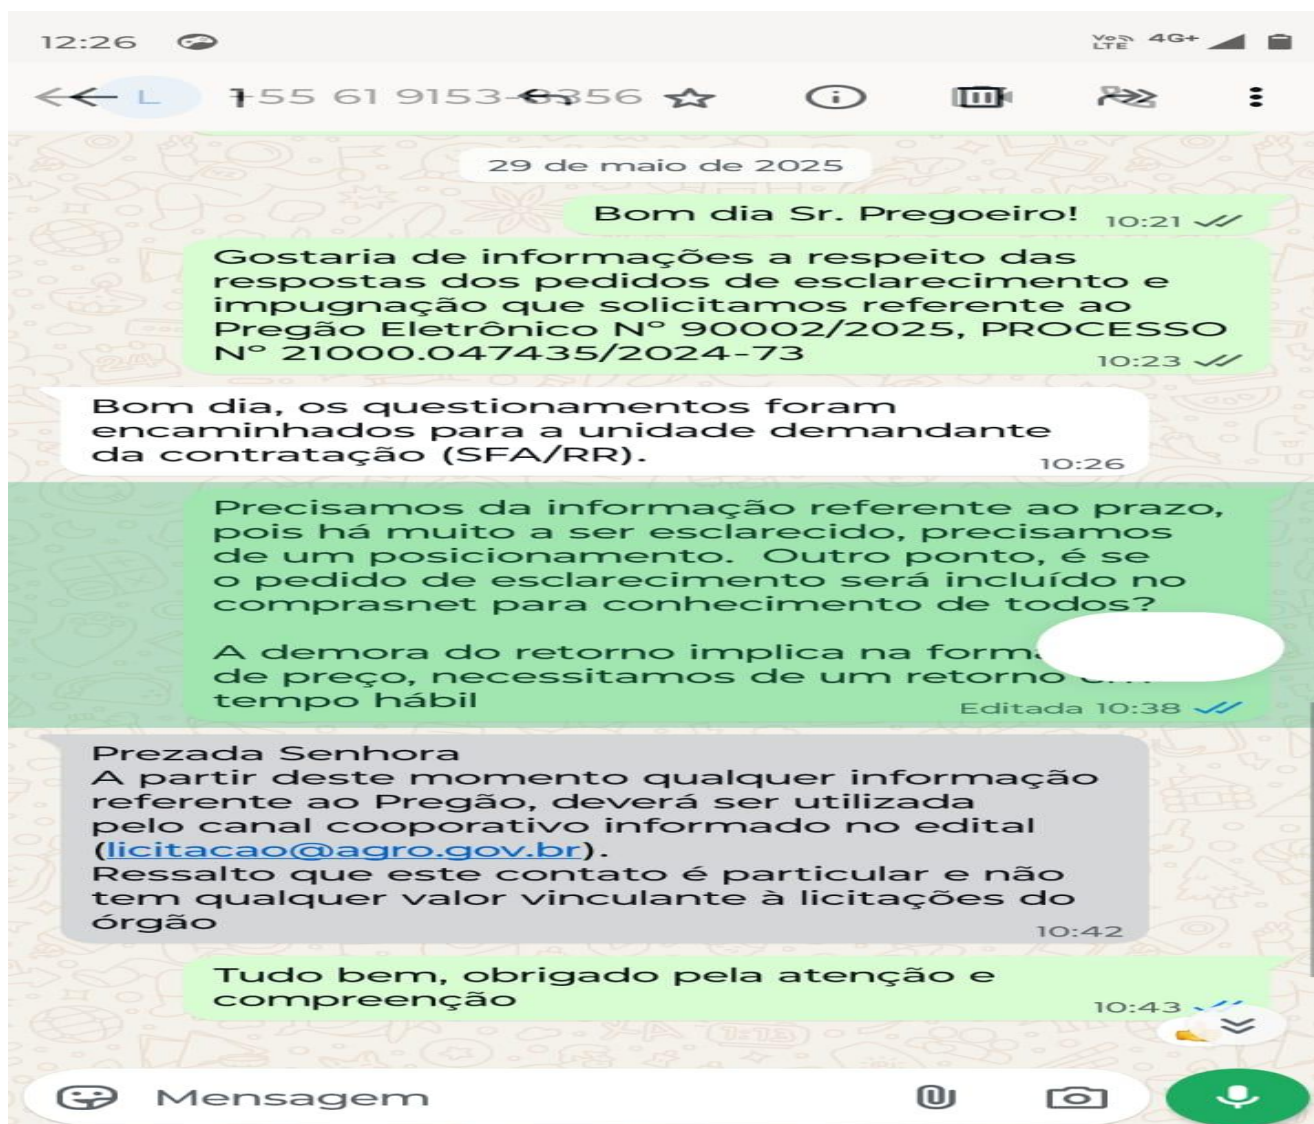 12:26 VoLTE 4G+
L +55 61 9153-356
29 de maio de 2025
Bom dia Sr. Pregoeiro! 10:21
Gostaria de informações a respeito das
respostas dos pedidos de esclarecimento e
impugnação que solicitamos referente ao
Pregão Eletrônico Nº 90002/2025, PROCESSO
Nº 21000.047435/2024-73
10:23
Bom dia, os questionamentos foram
encaminhados para a unidade demandante
da contratação (SFA/RR).
10:26
Precisamos da informação referente ao prazo,
pois há muito a ser esclarecido, precisamos
de um posicionamento. Outro ponto, é se
o pedido de esclarecimento será incluído no
comprasnet para conhecimento de todos?
A demora do retorno implica na form
de preço, necessitamos de um retorno
tempo hábil
Editada 10:38
Prezada Senhora
A partir deste momento qualquer informação
referente ao Pregão, deverá ser utilizada
pelo canal cooporativo informado no edital
(licitacao@agro.gov.br).
Ressalto que este contato é particular e não
tem qualquer valor vinculante à licitações do
órgão
10:42
Tudo bem, obrigado pela atenção e
compreenção
10:43
Mensagem